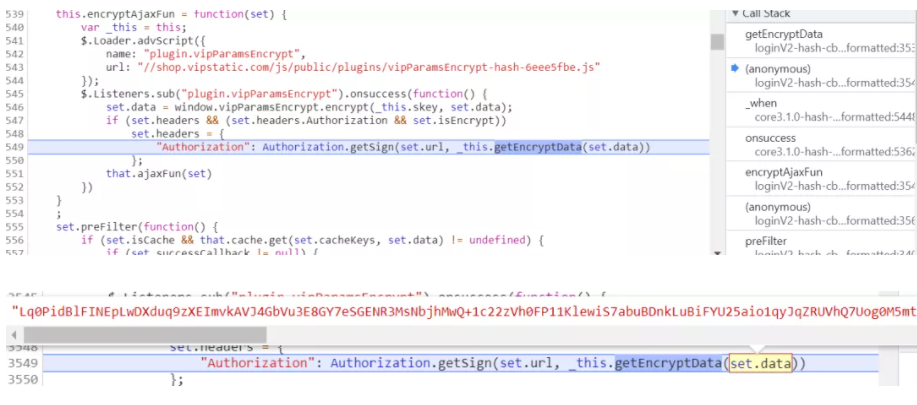 539 this.encryptAjaxFun = function(set) {
540 var _this = this;
541 $.Loader.advScript({
542 name: "plugin.vipParamsEncrypt",
543 url: "//shop.vipstatic.com/js/public/plugins/vipParamsEncrypt-hash-6eee5fbe.js"
544 });
545 $.Listeners.sub("plugin.vipParamsEncrypt").onsuccess(function() {
546 set.data = window.vipParamsEncrypt.encrypt(_this.skey, set.data);
547 if (set.headers && (set.headers.Authorization && set.isEncrypt))
548 set.headers = {
549 "Authorization": Authorization.getSign(set.url, _this.getEncryptData(set.data))
550 };
551 that.ajaxFun(set)
552 })
553 }
554 ;
555 set.preFilter(function() {
556 if (set.isCache && that.cache.get(set.cacheKeys, set.data) != undefined) {
557 if (set.successCallback != null) {
Call Stack
getEncryptData
loginV2-hash-cb...formatted:353
(anonymous)
loginV2-hash-cb...formatted:354
_when
core3.1.0-hash-...formatted:5448
onsuccess
core3.1.0-hash-...formatted:5362
encryptAjaxFun
loginV2-hash-cb...formatted:354
(anonymous)
loginV2-hash-cb...formatted:356
preFilter
loginV2-hash-cb...formatted:340
3545 $.Listeners.sub("plugin.vipParamsEncrypt").onsuccess(function() {
"Lq0PidBlFINEpLwDXduq9zXEImvkAVJ4GbVu3E8GY7eSGENR3MsNbjhMwQ+1c22zVh0FP11KlewiS7abuBDnkLuBiFYU25aio1qyJqZRUVhQ7Uog0M5mt
3548 set.headers = {
3549 "Authorization": Authorization.getSign(set.url, _this.getEncryptData(set.data))
3550 };